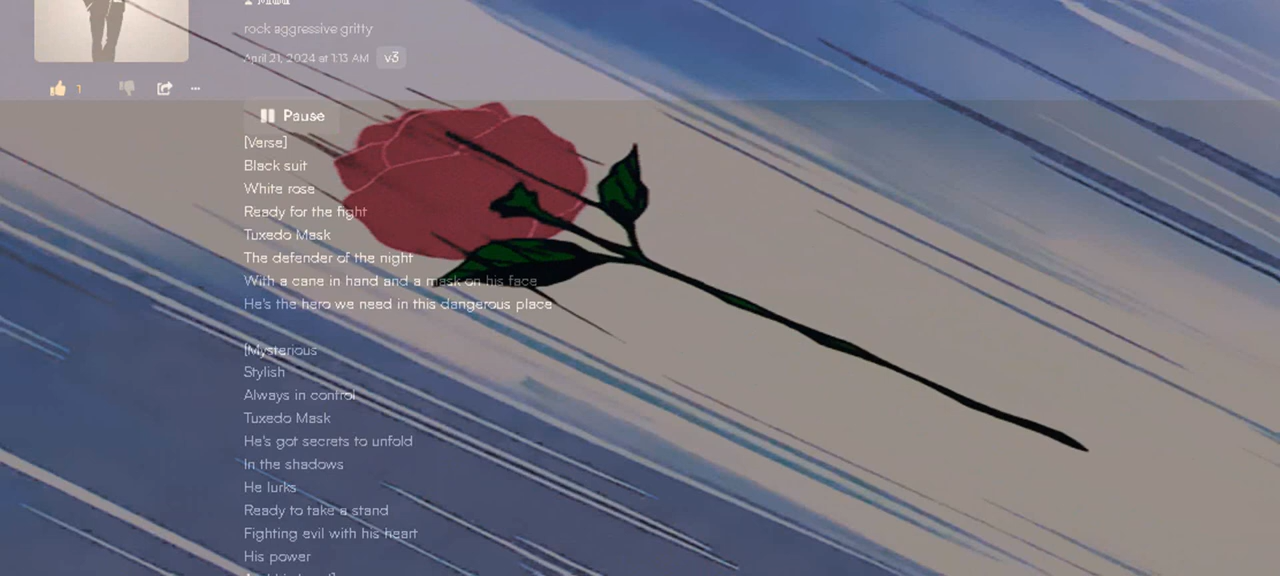 rock aggressive gritty
April 21, 2024 at 1:13 AM v3
1
Pause
[Verse]
Black suit
White rose
Ready for the fight
Tuxedo Mask
The defender of the night
With a cane in hand and a mask on his face
He's the hero we need in this dangerous place
[Mysterious
Stylish
Always in control
Tuxedo Mask
He's got secrets to unfold
In the shadows
He lurks
Ready to take a stand
Fighting evil with his heart
His power